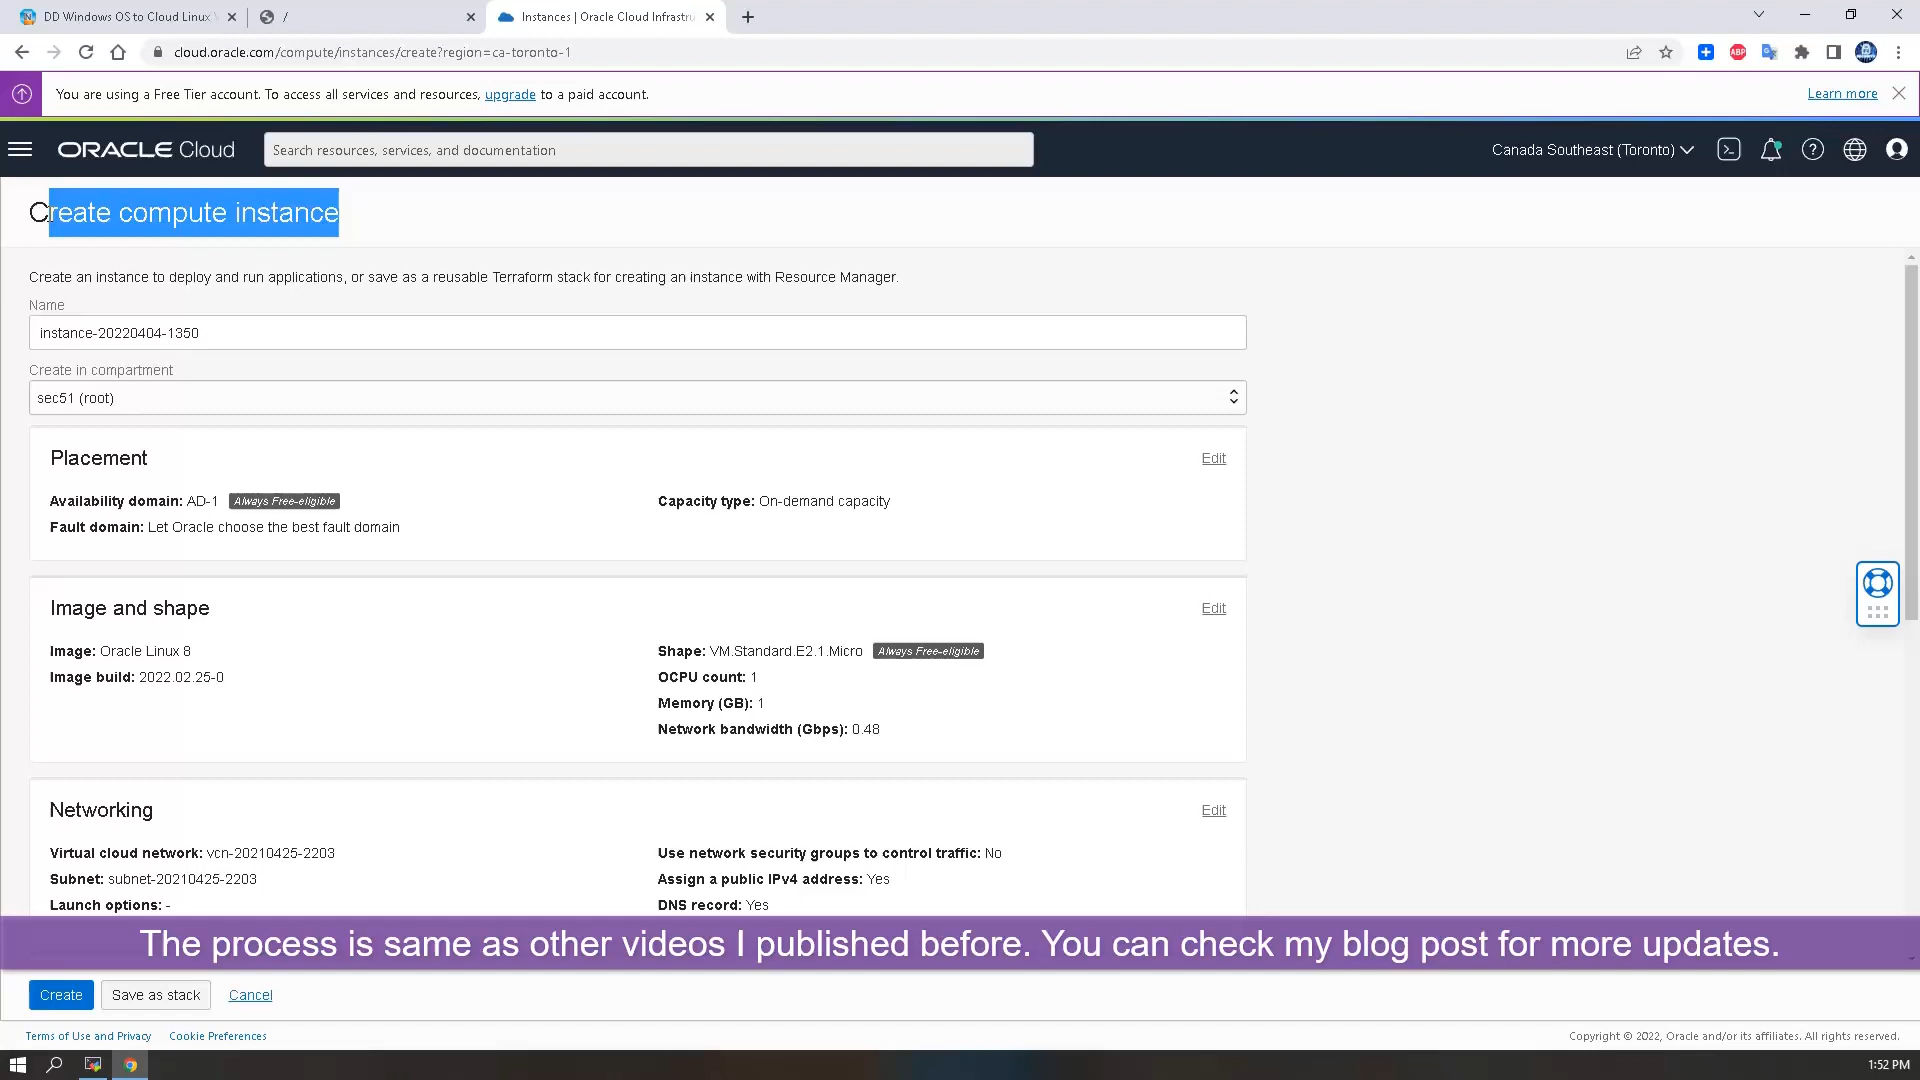 DD Windows OS to Cloud Linux
/
Instances | Oracle Cloud Infrastru
cloud.oracle.com/compute/instances/create?region=ca-toronto-1
ABP
You are using a Free Tier account. To access all services and resources, upgrade to a paid account.
Learn more
ORACLE Cloud
Search resources, services, and documentation
Canada Southeast (Toronto)
Create compute instance
Create an instance to deploy and run applications, or save as a reusable Terraform stack for creating an instance with Resource Manager.
Name
instance-20220404-1350
Create in compartment
sec51 (root)
Placement
Edit
Availability domain: AD-1 Always Free-eligible
Capacity type: On-demand capacity
Fault domain: Let Oracle choose the best fault domain
Image and shape
Edit
Image: Oracle Linux 8
Image build: 2022.02.25-0
Shape: VM.Standard.E2.1.Micro Always Free-eligible
OCPU count: 1
Memory (GB): 1
Network bandwidth (Gbps): 0.48
Networking
Edit
Virtual cloud network: vcn-20210425-2203
Subnet: subnet-20210425-2203
Launch options: -
Use network security groups to control traffic: No
Assign a public IPv4 address: Yes
DNS record: Yes
The process is same as other videos I published before. You can check my blog post for more updates.
Create
Save as stack
Cancel
Terms of Use and Privacy
Cookie Preferences
Copyright © 2022, Oracle and/or its affiliates. All rights reserved.
1:52 PM